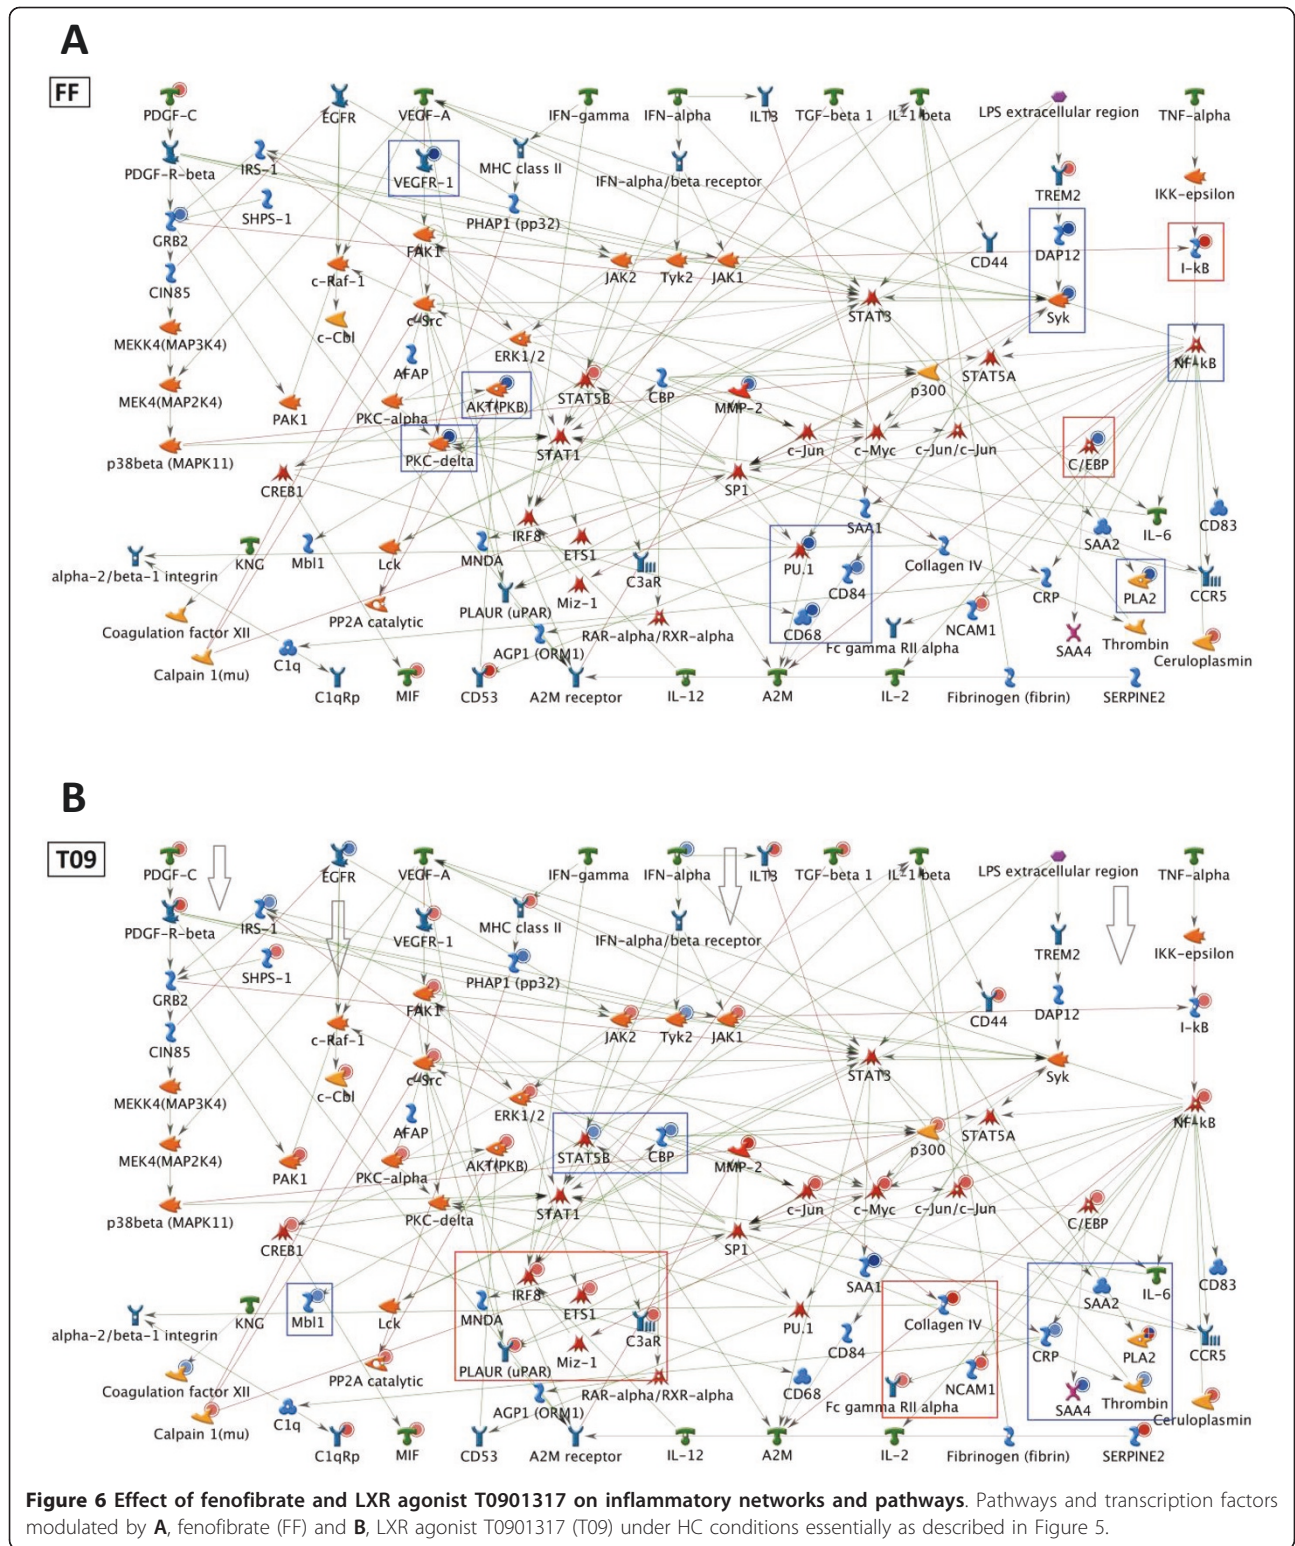 A
FF
PDGF-C
EGFR
VEGF-A
IFN-gamma
IFN-alpha
ILT3
TGF-beta 1
IL-1 beta
LPS extracellular region
TNF-alpha
PDGF-R-beta
IRS-1
VEGFR-1
MHC class II
IFN-alpha/beta receptor
TREM2
IKK-epsilon
SHPS-1
PHAP1 (pp32)
GRB2
FAK1
DAP12
CD44
I-kB
CIN85
c-Raf-1
JAK2
Tyk2
JAK1
c-Src
STAT3
Syk
MEKK4(MAP3K4)
c-Cbl
ERK1/2
AFAP
STAT5A
NF-kB
MEK4(MAP2K4)
PAK1
PKC-alpha
AKT(PKB)
STAT5B
CBP
MMP-2
p300
p38beta (MAPK11)
PKC-delta
STAT1
c-Jun
c-Myc
c-Jun/c-Jun
C/EBP
CREB1
SP1
SAA1
IRF8
ETS1
SAA2
IL-6
CD83
alpha-2/beta-1 integrin
KNG
Mbl1
Lck
MNDA
C3aR
PU.1
Collagen IV
PLAUR (uPAR)
Miz-1
CD84
CRP
PLA2
CCR5
Coagulation factor XII
PP2A catalytic
RAR-alpha/RXR-alpha
CD68
Fc gamma RII alpha
NCAM1
SAA4
Thrombin
Ceruloplasmin
Calpain 1(mu)
C1q
AGP1 (ORM1)
C1qRp
MIF
CD53
A2M receptor
IL-12
A2M
IL-2
Fibrinogen (fibrin)
SERPINE2
B
T09
PDGF-C
EGFR
VEGF-A
IFN-gamma
IFN-alpha
ILT3
TGF-beta 1
IL-1 beta
LPS extracellular region
TNF-alpha
PDGF-R-beta
IRS-1
VEGFR-1
MHC class II
IFN-alpha/beta receptor
TREM2
IKK-epsilon
SHPS-1
PHAP1 (pp32)
GRB2
FAK1
DAP12
CD44
I-kB
CIN85
c-Raf-1
JAK2
Tyk2
JAK1
c-Src
STAT3
Syk
MEKK4(MAP3K4)
c-Cbl
ERK1/2
AFAP
STAT5A
NF-kB
MEK4(MAP2K4)
PAK1
PKC-alpha
AKT(PKB)
STAT5B
CBP
MMP-2
p300
p38beta (MAPK11)
PKC-delta
STAT1
c-Jun
c-Myc
c-Jun/c-Jun
C/EBP
CREB1
SP1
SAA1
IRF8
ETS1
SAA2
IL-6
CD83
alpha-2/beta-1 integrin
KNG
Mbl1
Lck
MNDA
C3aR
PU.1
Collagen IV
PLAUR (uPAR)
Miz-1
CD84
CRP
PLA2
CCR5
Coagulation factor XII
PP2A catalytic
RAR-alpha/RXR-alpha
CD68
Fc gamma RII alpha
NCAM1
SAA4
Thrombin
Ceruloplasmin
Calpain 1(mu)
C1q
AGP1 (ORM1)
C1qRp
MIF
CD53
A2M receptor
IL-12
A2M
IL-2
Fibrinogen (fibrin)
SERPINE2
Figure 6 Effect of fenofibrate and LXR agonist T0901317 on inflammatory networks and pathways. Pathways and transcription factors
modulated by A, fenofibrate (FF) and B, LXR agonist T0901317 (T09) under HC conditions essentially as described in Figure 5.